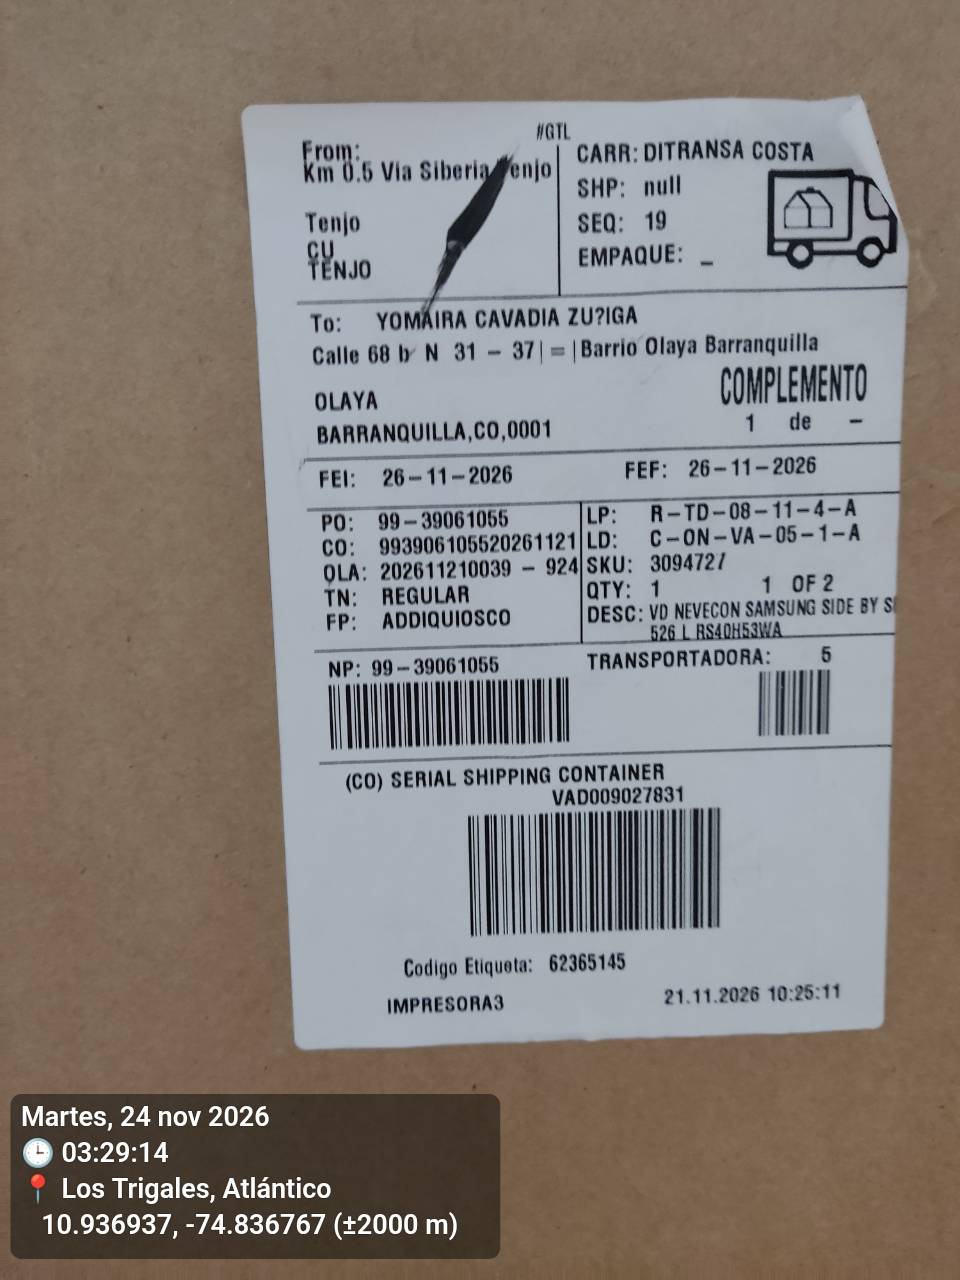 #GTL
From:
Km 0.5 Via Siberia Tenjo
Tenjo
CU
TENJO
CARR: DITRANSA COSTA
SHP: null
SEQ: 19
EMPAQUE: _
To: YOMAIRA CAVADIA ZU?IGA
Calle 68 b N 31 - 37| = |Barrio Olaya Barranquilla
OLAYA
BARRANQUILLA,CO,0001
COMPLEMENTO
1 de -
FEI: 26-11-2026
FEF: 26-11-2026
PO: 99-39061055
CO: 993906105520261121
OLA: 202611210039 - 924
TN: REGULAR
FP: ADDIQUIOSCO
LP: R-TD-08-11-4-A
LD: C-ON-VA-05-1-A
SKU: 3094727
QTY: 1 1 OF 2
DESC: VD NEVECON SAMSUNG SIDE BY
526 L RS40H53WA
NP: 99-39061055
TRANSPORTADORA: 5
(CO) SERIAL SHIPPING CONTAINER
VAD009027831
Codigo Etiqueta: 62365145
IMPRESORA3
21.11.2026 10:25:11
Martes, 24 nov 2026
03:29:14
Los Trigales, Atlántico
10.936937, -74.836767 (±2000 m)